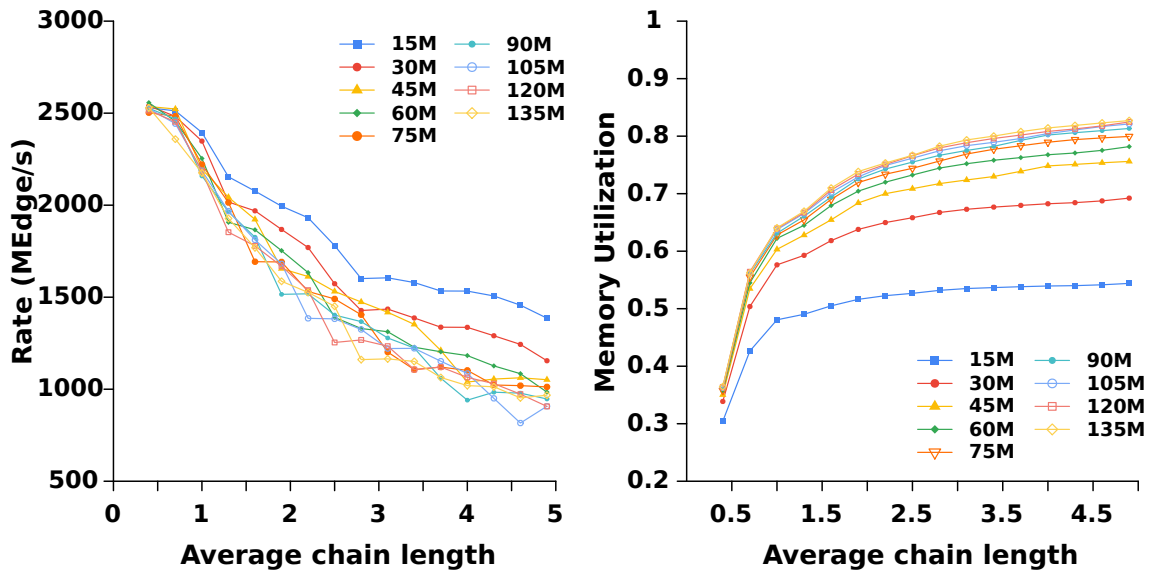 Rate (MEdge/s)
3000
2500
2000
1500
1000
500
0
1
2
3
4
5
Average chain length
15M
30M
45M
60M
75M
90M
105M
120M
135M
Memory Utilization
1
0.9
0.8
0.7
0.6
0.5
0.4
0.3
0.2
0.5
1.5
2.5
3.5
4.5
Average chain length
15M
30M
45M
60M
75M
90M
105M
120M
135M